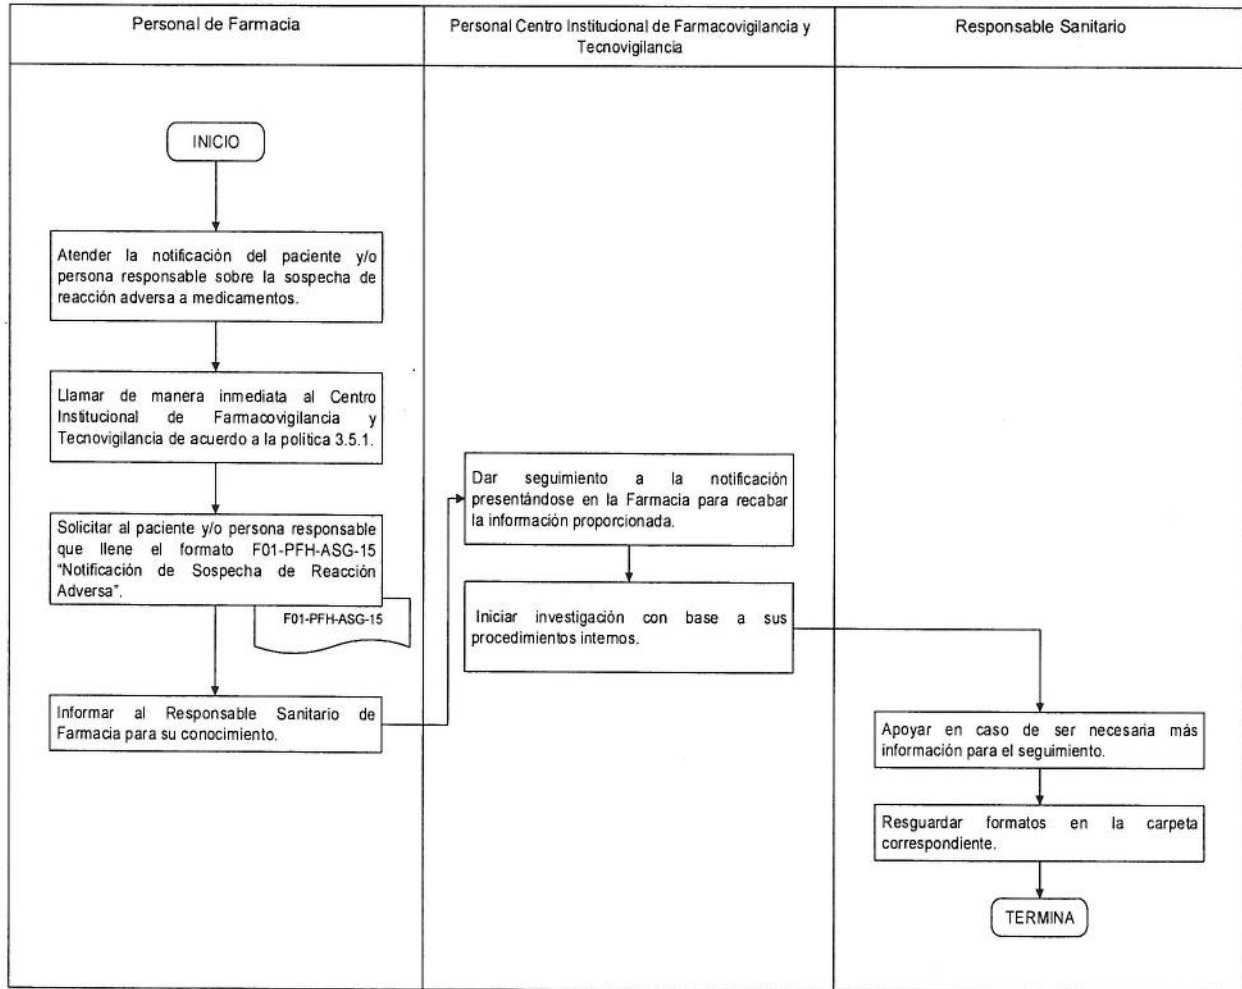 Personal de Farmacia
Personal Centro Institucional de Farmacovigilancia y
Tecnovigilancia
Responsable Sanitario
INICIO
Atender la notificación del paciente y/o
persona responsable sobre la sospecha de
reacción adversa a medicamentos.
Llamar de manera inmediata al Centro
Institucional de Farmacovigilancia y
Tecnovigilancia de acuerdo a la política 3.5.1.
Solicitar al paciente y/o persona responsable
que llene el formato F01-PFH-ASG-15
“Notificación de Sospecha de Reacción
Adversa”.
F01-PFH-ASG-15
Informar al Responsable Sanitario de
Farmacia para su conocimiento.
Dar seguimiento a la notificación
presentándose en la Farmacia para recabar
la información proporcionada.
Iniciar investigación con base a sus
procedimientos internos.
Apoyar en caso de ser necesaria más
información para el seguimiento.
Resguardar formatos en la carpeta
correspondiente.
TERMINA